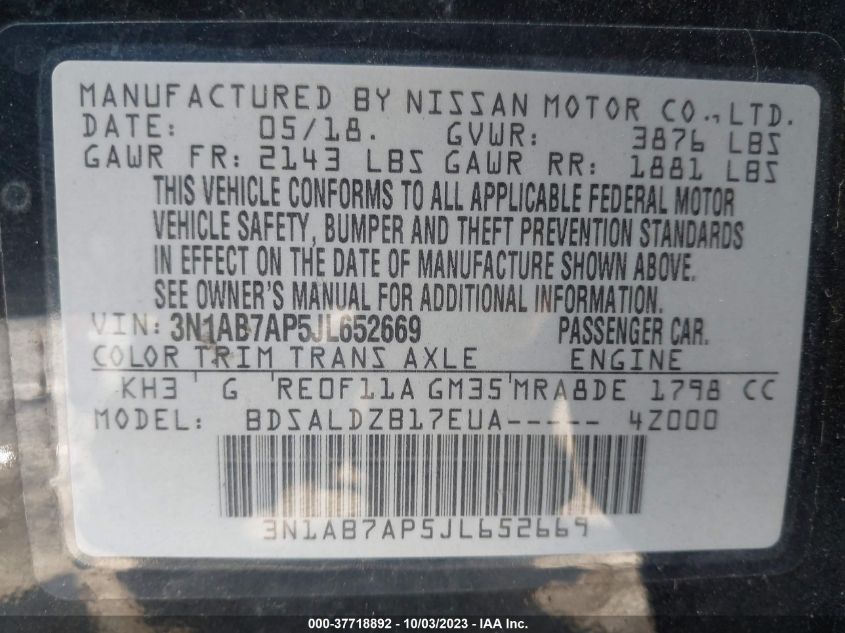 MANUFACTURED BY NISSAN MOTOR CO., LTD.
DATE: 05/18. GVWR: 3876 LBS
GAWR FR: 2143 LBS GAWR RR: 1881 LBS
THIS VEHICLE CONFORMS TO ALL APPLICABLE FEDERAL MOTOR
VEHICLE SAFETY, BUMPER AND THEFT PREVENTION STANDARDS
IN EFFECT ON THE DATE OF MANUFACTURE SHOWN ABOVE.
SEE OWNER'S MANUAL FOR ADDITIONAL INFORMATION.
VIN: 3N1AB7AP5JL652669 PASSENGER CAR.
COLOR TRIM TRANS AXLE ENGINE
KH3 G RE0F11A GM35 MRA8DE 1798 CC
MODEL: BDSALDZB17EUA----- 4Z000
3N1AB7AP5JL652669
000-37718892 - 10/03/2023 - © IAA Inc.